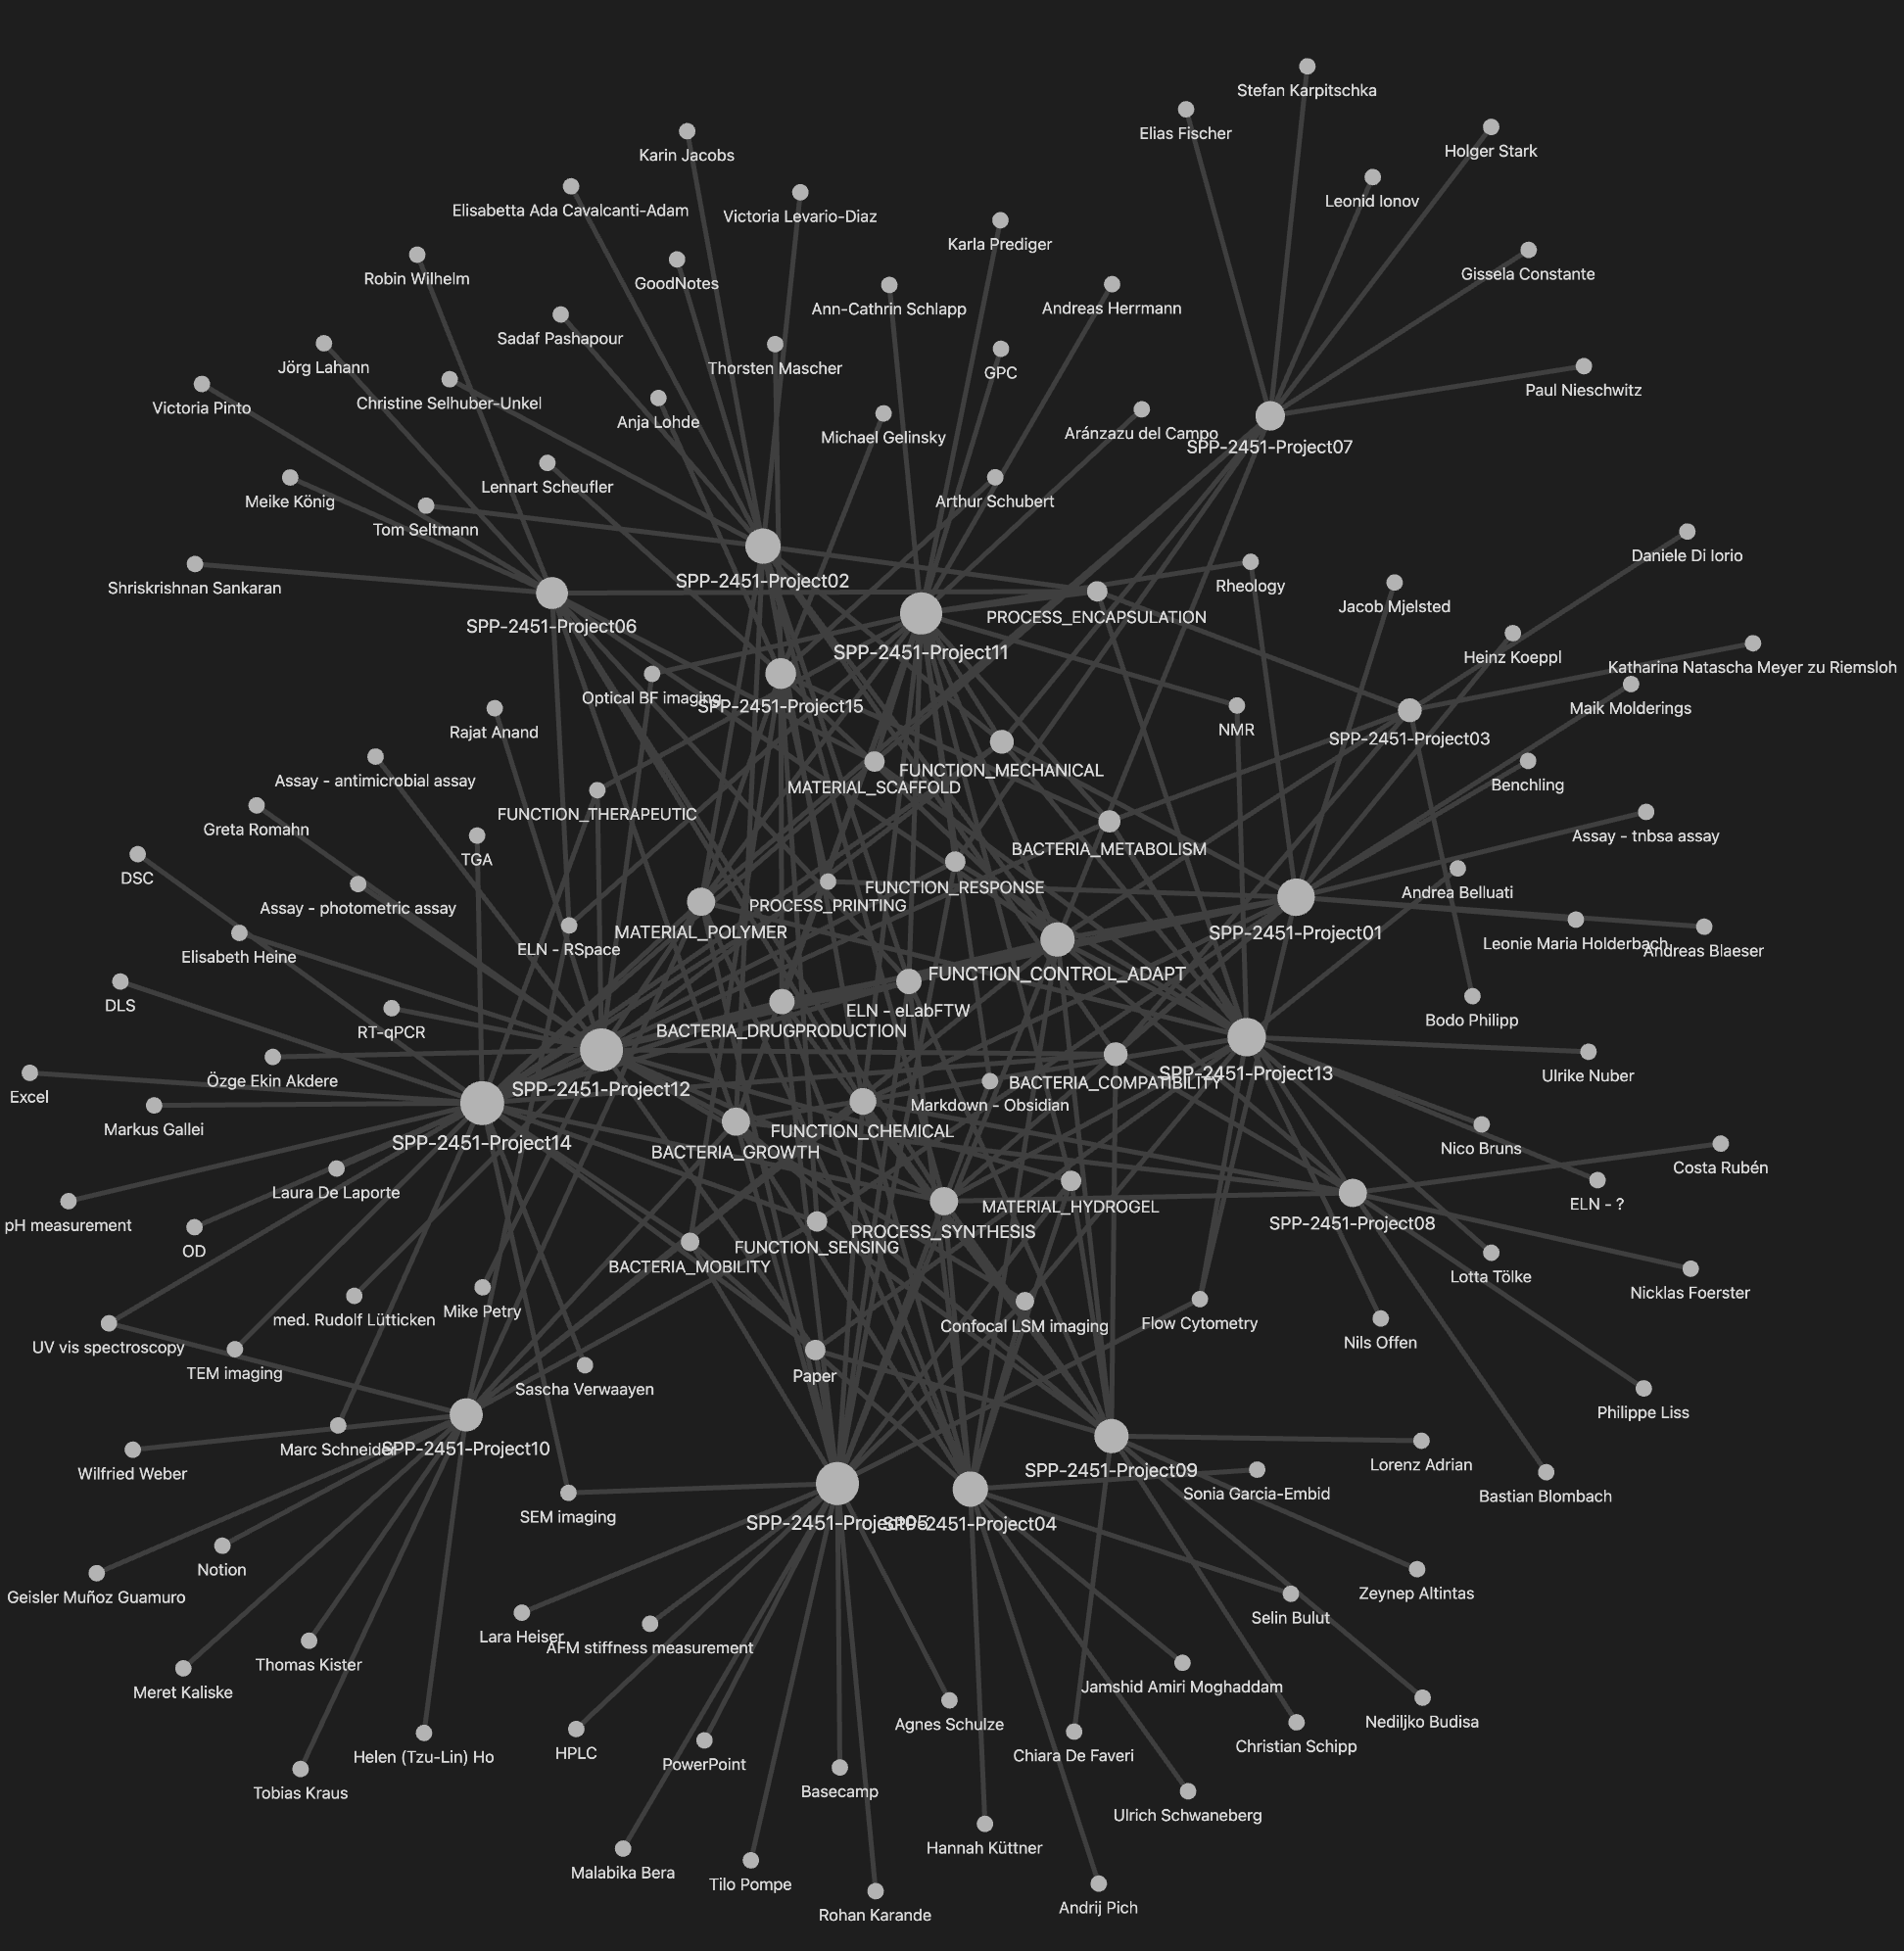 Stefan Karpitschka
Elias Fischer
Holger Stark
Karin Jacobs
Leonid Ionov
Elisabetta Ada Cavalcanti-Adam
Victoria Levario-Diaz
Karla Prediger
Gissela Constante
Robin Wilhelm
GoodNotes
Ann-Cathrin Schlapp
Andreas Herrmann
Sadaf Pashapour
Jörg Lahann
Thorsten Mascher
GPC
Paul Nieschwitz
Victoria Pinto
Christine Selhuber-Unkel
Anja Lohde
Michael Gelinsky
Aránzazu del Campo
SPP-2451-Project07
Lennart Scheufler
Meike König
Arthur Schubert
Tom Seltmann
Daniele Di Iorio
Shriskrishnan Sankaran
SPP-2451-Project02
Rheology
Jacob Mjelsted
PROCESS_ENCAPSULATION
SPP-2451-Project06
SPP-2451-Project11
Heinz Koeppl
Katharina Natascha Meyer zu Riemsloh
Optical BF imaging
SPP-2451-Project15
Maik Molderings
Rajat Anand
NMR
SPP-2451-Project03
FUNCTION_MECHANICAL
Assay - antimicrobial assay
MATERIAL_SCAFFOLD
Benchling
FUNCTION_THERAPEUTIC
Greta Romahn
Assay - tnbsa assay
BACTERIA_METABOLISM
TGA
DSC
FUNCTION_RESPONSE
Andrea Belluati
Assay - photometric assay
PROCESS_PRINTING
MATERIAL_POLYMER
SPP-2451-Project01
Leonie Maria Holderbach
Andreas Blaeser
ELN - RSpace
Elisabeth Heine
FUNCTION_CONTROL_ADAPT
DLS
ELN - eLabFTW
Bodo Philipp
RT-qPCR
BACTERIA_DRUGPRODUCTION
SPP-2451-Project13
Ulrike Nuber
Özge Ekin Akdere
BACTERIA_COMPATIBILITY
SPP-2451-Project12
Excel
Markdown - Obsidian
Markus Gallei
FUNCTION_CHEMICAL
SPP-2451-Project14
Nico Bruns
BACTERIA_GROWTH
Costa Rubén
Laura De Laporte
ELN - ?
MATERIAL_HYDROGEL
pH measurement
SPP-2451-Project08
PROCESS_SYNTHESIS
FUNCTION_SENSING
OD
BACTERIA_MOBILITY
Lotta Tölke
Nicklas Foerster
Mike Petry
med. Rudolf Lütticken
Confocal LSM imaging
Flow Cytometry
Nils Offen
UV vis spectroscopy
TEM imaging
Paper
Sascha Verwaayen
Philippe Liss
Marc Schneider
SPP-2451-Project10
Lorenz Adrian
SPP-2451-Project09
Wilfried Weber
Sonia Garcia-Embid
Bastian Blombach
SEM imaging
SPP-2451-Project05
SPP-2451-Project04
Notion
Zeynep Altintas
Geisler Muñoz Guamuro
Selin Bulut
Lara Heiser
AFM stiffness measurement
Thomas Kister
Jamshid Amiri Moghaddam
Meret Kaliske
Nediljko Budisa
Agnes Schulze
Christian Schipp
HPLC
Chiara De Faveri
Helen (Tzu-Lin) Ho
PowerPoint
Basecamp
Tobias Kraus
Ulrich Schwaneberg
Hannah Küttner
Malabika Bera
Tilo Pompe
Andrij Pich
Rohan Karande